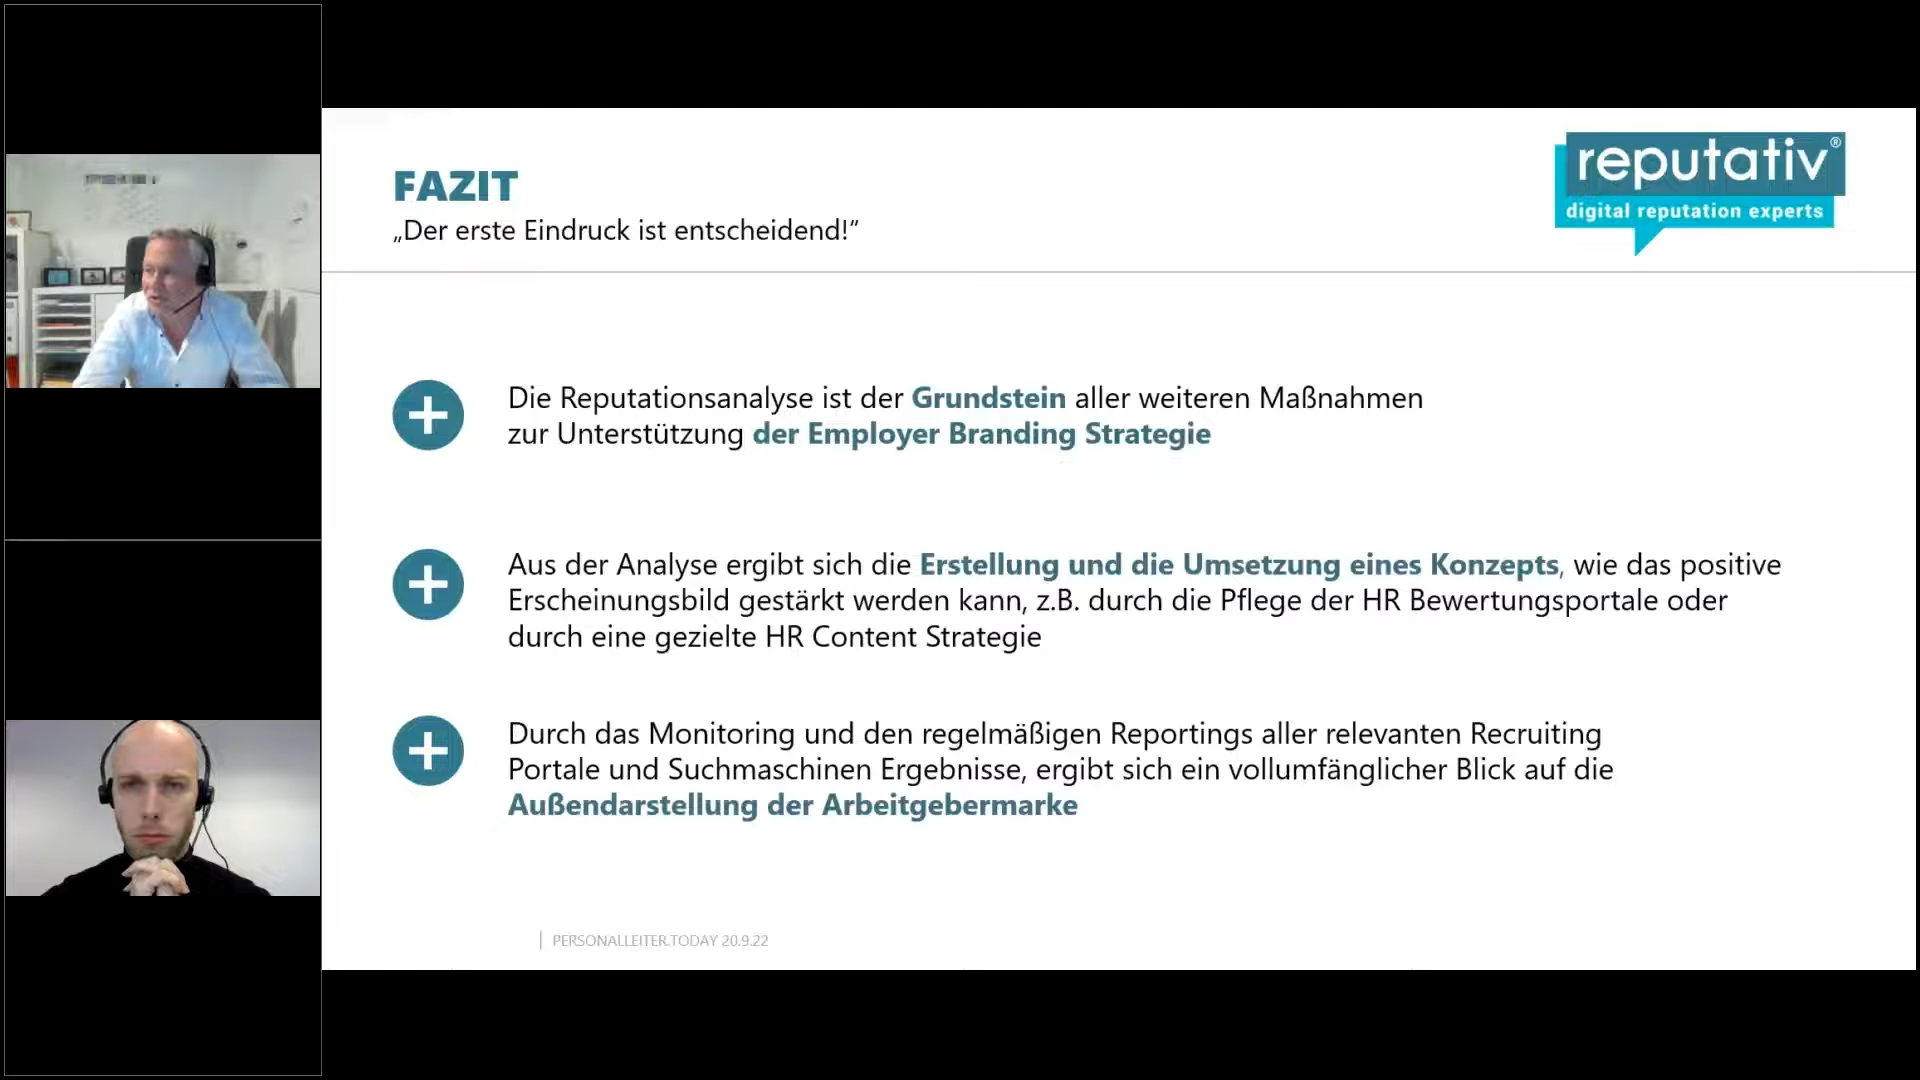 FAZIT
„Der erste Eindruck ist entscheidend!“
reputativ®
digital reputation experts
Die Reputationsanalyse ist der Grundstein aller weiteren Maßnahmen
zur Unterstützung der Employer Branding Strategie
Aus der Analyse ergibt sich die Erstellung und die Umsetzung eines Konzepts, wie das positive
Erscheinungsbild gestärkt werden kann, z.B. durch die Pflege der HR Bewertungsportale oder
durch eine gezielte HR Content Strategie
Durch das Monitoring und den regelmäßigen Reportings aller relevanten Recruiting
Portale und Suchmaschinen Ergebnisse, ergibt sich ein vollumfänglicher Blick auf die
Außendarstellung der Arbeitgebermarke
PERSONALLEITER.TODAY 20.9.22